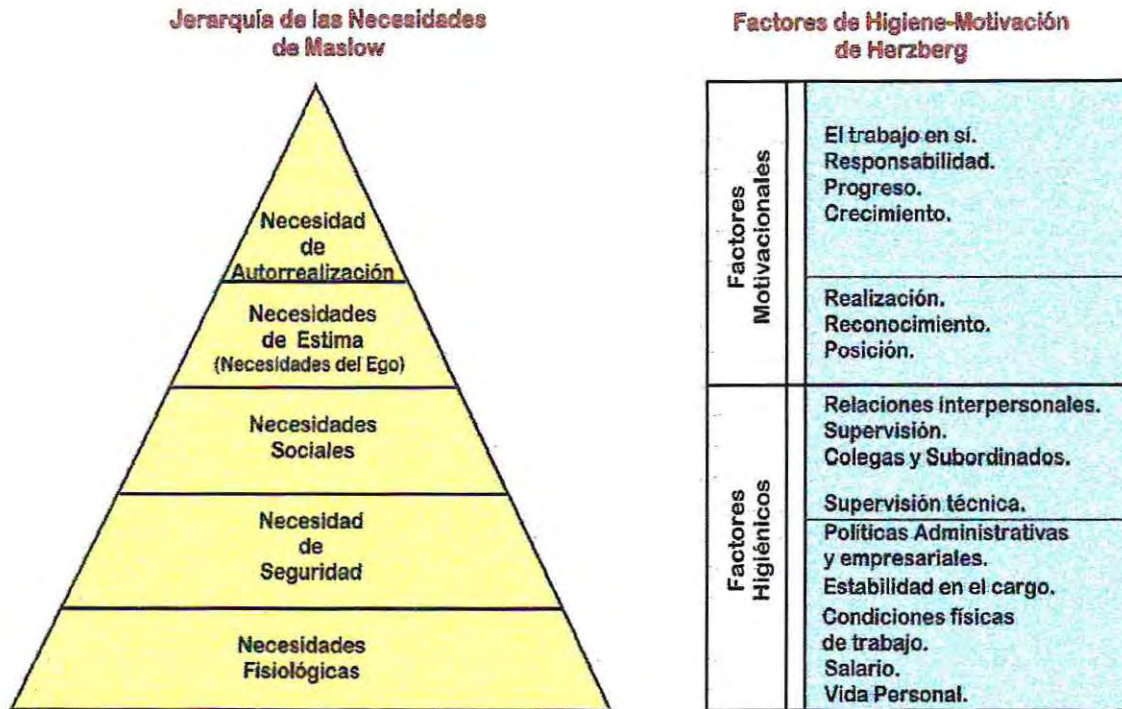 Jerarquía de las Necesidades
de Maslow
Necesidad
de
Autorrealización
Necesidades
de Estima
(Necesidades del Ego)
Necesidades
Sociales
Necesidad
de
Seguridad
Necesidades
Fisiológicas
Factores de Higiene-Motivación
de Herzberg
Factores
Motivacionales
El trabajo en sí.
Responsabilidad.
Progreso.
Crecimiento.
Realización.
Reconocimiento.
Posición.
Factores
Higiénicos
Relaciones interpersonales.
Supervisión.
Colegas y Subordinados.
Supervisión técnica.
Políticas Administrativas
y empresariales.
Estabilidad en el cargo.
Condiciones físicas
de trabajo.
Salario.
Vida Personal.